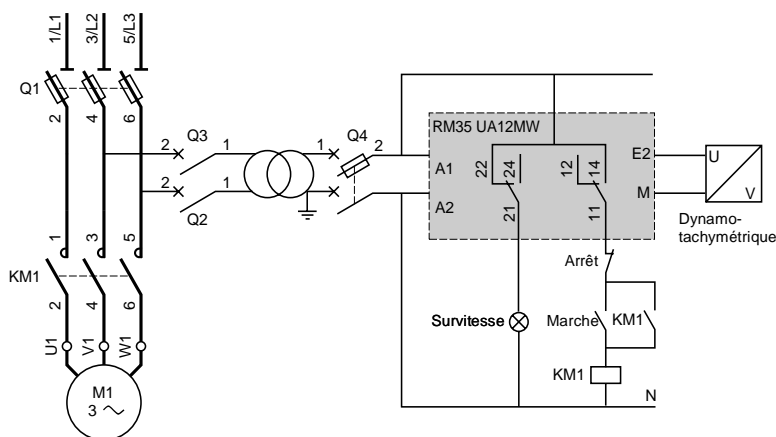 1/L1
3/L2
5/L3
Q1
2
4
6
2
Q3
1
2
Q2
1
1
Q4
2
RM35 UA12MW
A1
A2
22
24
21
12
14
11
E2
M
U
V
Dynamo-
tachymétrique
1
3
5
KM1
2
4
6
U1
V1
W1
M1
3
Arrêt
Survitesse
Marche
KM1
KM1
N